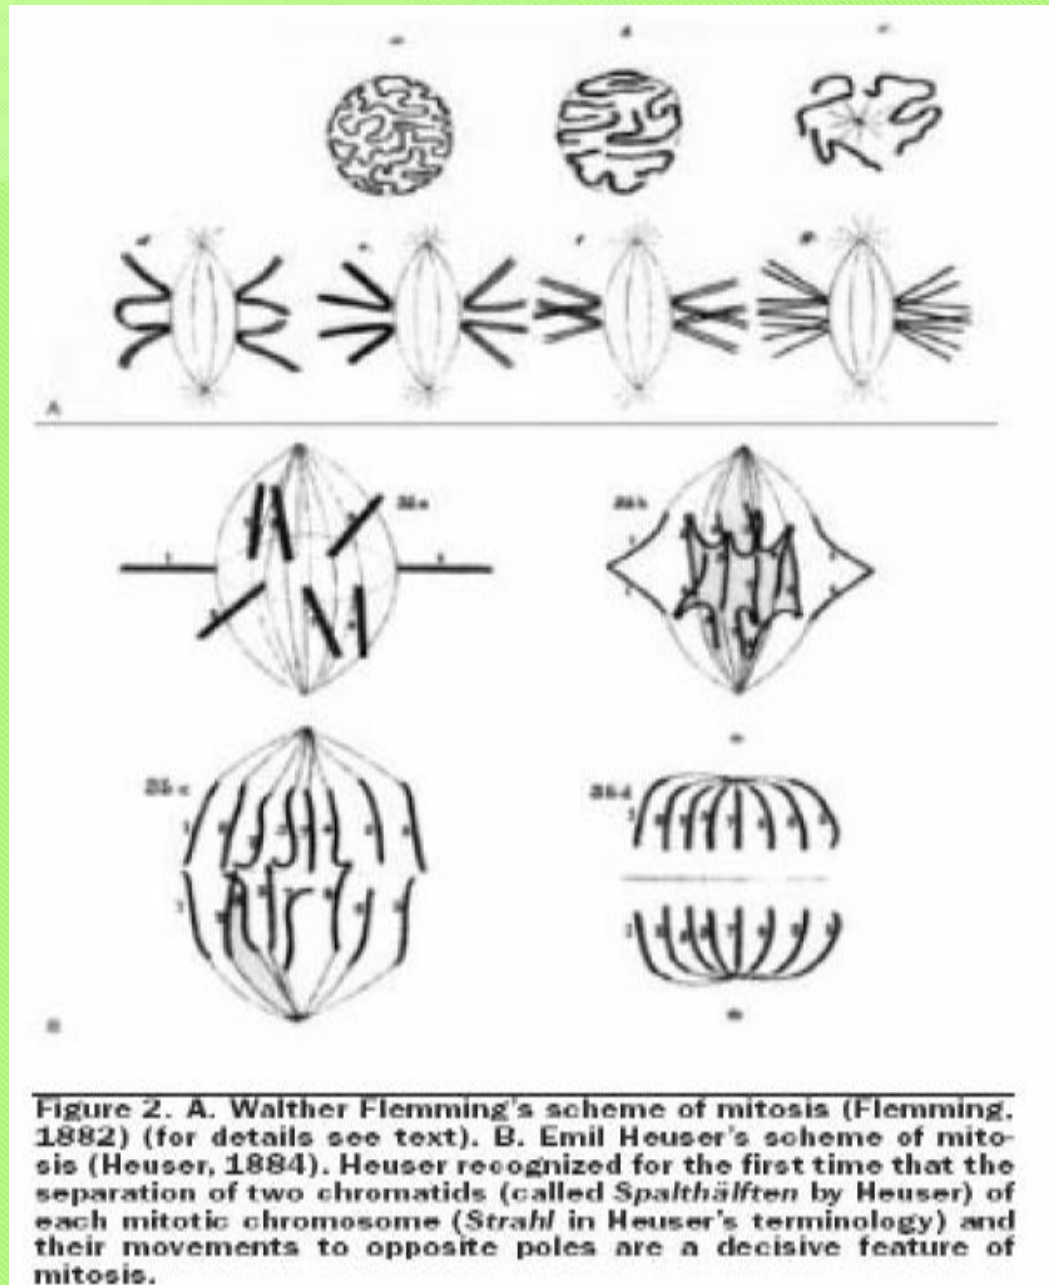 A
B
Figure 2. A. Walther Flemming's scheme of mitosis (Flemming,
1882) (for details see text). B. Emil Heuser's scheme of mito-
sis (Heuser, 1884). Heuser recognized for the first time that the
separation of two chromatids (called Spalthälften by Heuser) of
each mitotic chromosome (Strahl in Heuser's terminology) and
their movements to opposite poles are a decisive feature of
mitosis.